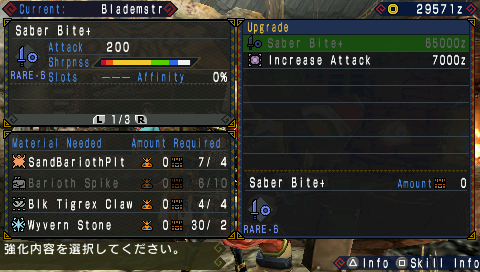 Current: Blademstr
29571z
Saber Bite+
Attack 200
Shrpnss
RARE-6 Slots --- Affinity 0%
L 1/3 R
Material Needed Amount Required
SandBariothPlt 0 7/ 4
Barioth Spike 0 6/10
Blk Tigrex Claw 0 4/ 4
Wyvern Stone 0 30/ 2
Upgrade
Saber Bite+ 65000z
Increase Attack 7000z
Saber Bite+ Amount 0
RARE-6
強化内容を選択してください。
Info Skill Info